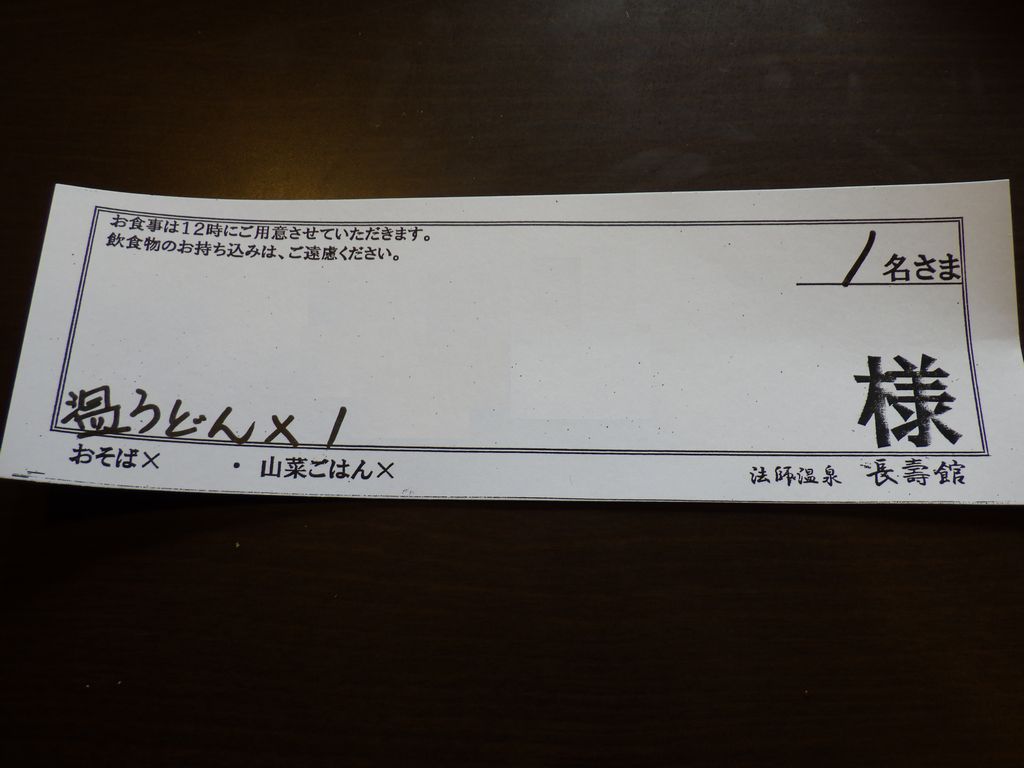 お食事は12時にご用意させていただきます。
飲食物のお持ち込みは、ご遠慮ください。
1名さま
様
温うどん×1
おそば× ・山菜ごはん×
法師温泉 長壽館